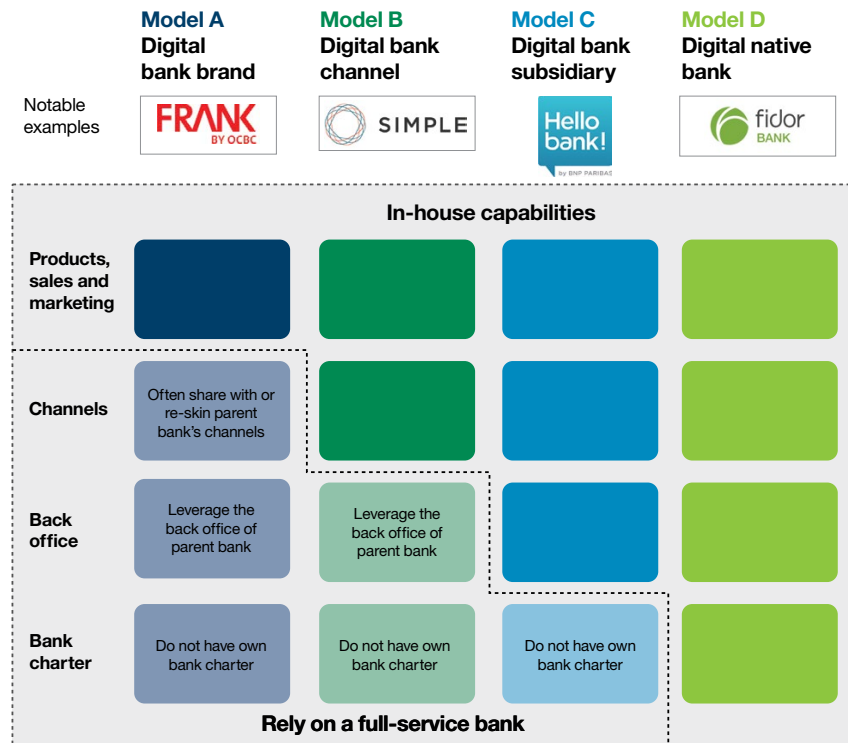 Model A
Digital
bank brand
Model B
Digital bank
channel
Model C
Digital bank
subsidiary
Model D
Digital native
bank
Notable
examples
FRANK
BY OCBC
SIMPLE
Hello
bank!
by BNP PARIBAS
fidor
BANK
In-house capabilities
Products,
sales and
marketing
Channels
Often share with or
re-skin parent
bank's channels
Back
office
Leverage the
back office of
parent bank
Leverage the
back office of
parent bank
Bank
charter
Do not have own
bank charter
Do not have own
bank charter
Do not have own
bank charter
Rely on a full-service bank